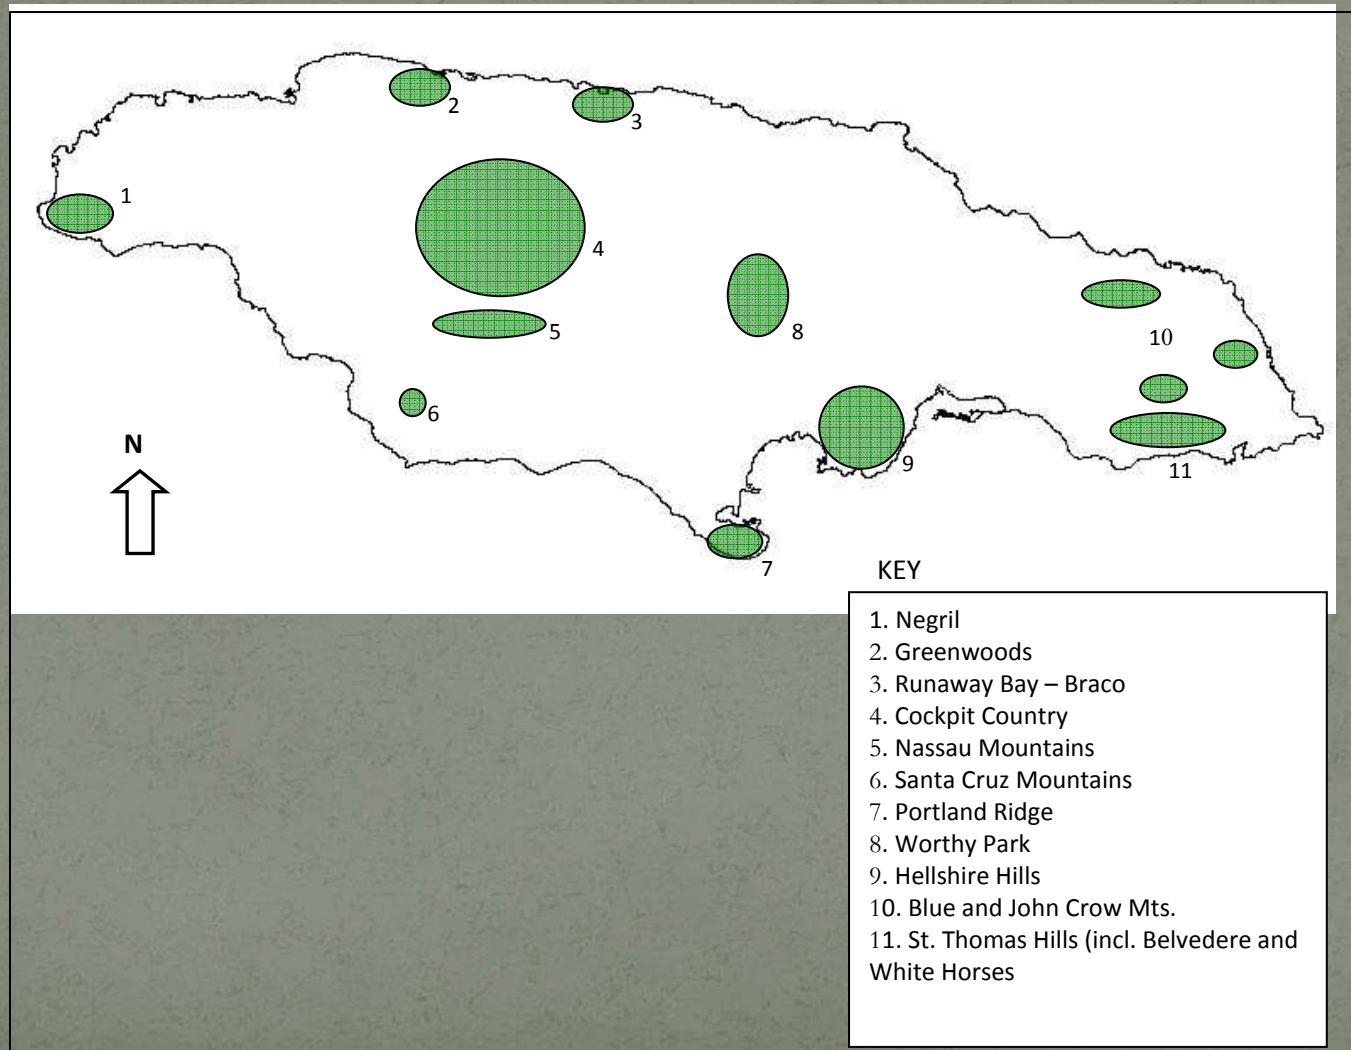 2
3
1
4
5
8
10
6
N
9
11
7
KEY
1. Negril
2. Greenwoods
3. Runaway Bay – Braco
4. Cockpit Country
5. Nassau Mountains
6. Santa Cruz Mountains
7. Portland Ridge
8. Worthy Park
9. Hellshire Hills
10. Blue and John Crow Mts.
11. St. Thomas Hills (incl. Belvedere and
White Horses